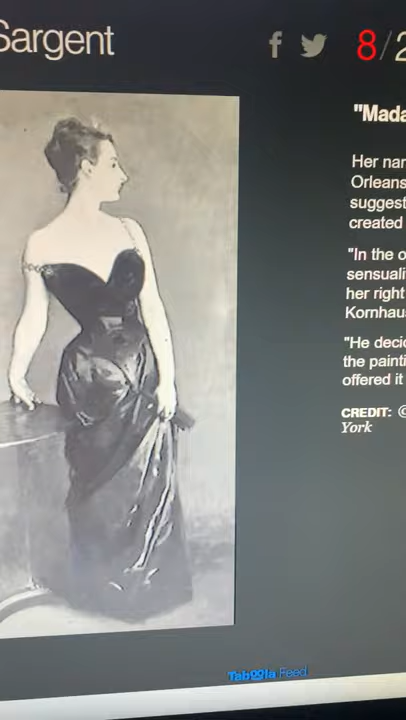 Sargent
8/2
"Mada
Her nar
Orleans
suggest
created
"In the o
sensuali
her right
Kornhaus
"He decid
the painti
offered it
CREDIT: ©
York
Taboola Feed